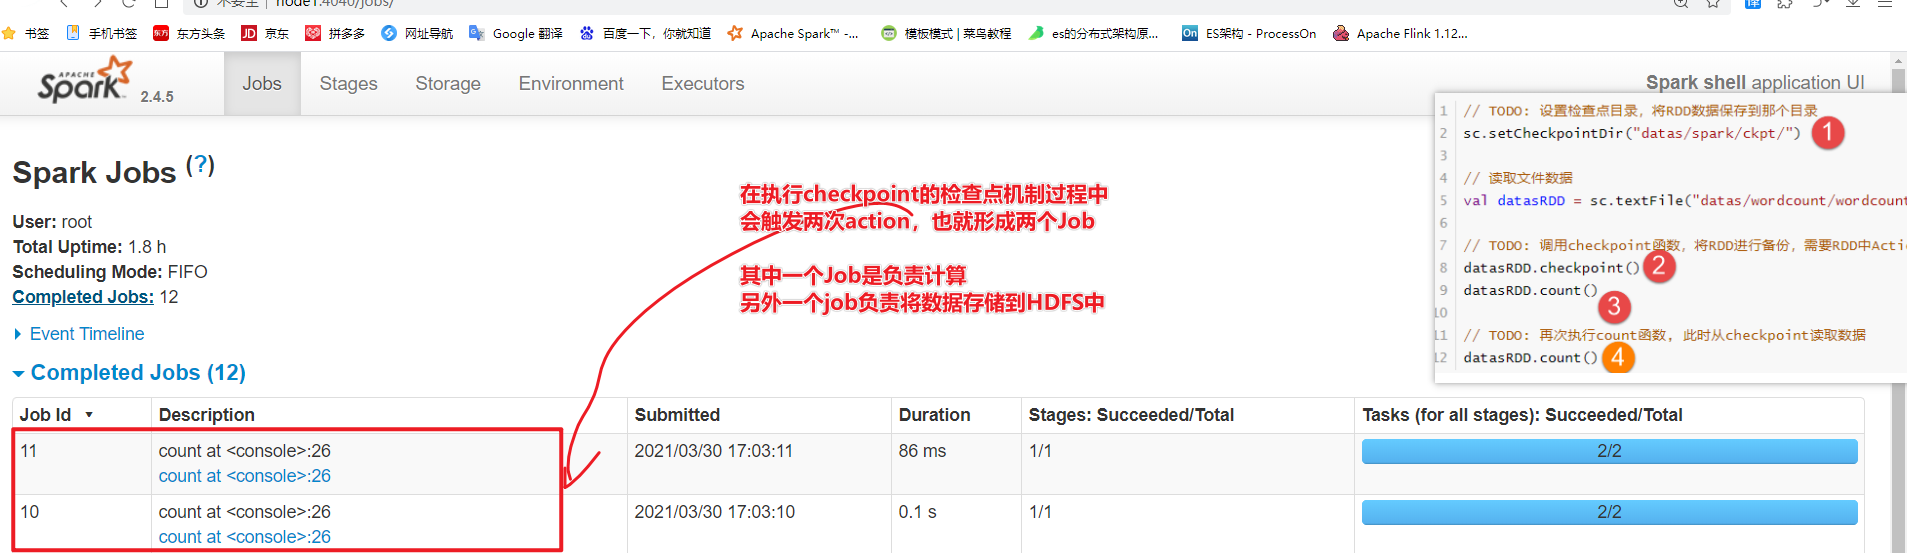 不安全 | node1:4040/jobs/
书签 手机书签 东方头条 京东 拼多多 网址导航 Google 翻译 百度一下，你就知道 Apache Spark™ -... 模板模式 | 菜鸟教程 es的分布式架构原... ES架构 - ProcessOn Apache Flink 1.12...
APACHE Spark 2.4.5 Jobs Stages Storage Environment Executors Spark shell application UI
Spark Jobs (?)
User: root
Total Uptime: 1.8 h
Scheduling Mode: FIFO
Completed Jobs: 12
Event Timeline
Completed Jobs (12)
在执行checkpoint的检查点机制过程中
会触发两次action，也就形成两个Job
其中一个Job是负责计算
另外一个job负责将数据存储到HDFS中
1 // TODO: 设置检查点目录，将RDD数据保存到那个目录
2 sc.setCheckpointDir("datas/spark/ckpt/") 1
3
4 // 读取文件数据
5 val datasRDD = sc.textFile("datas/wordcount/wordcount
6
7 // TODO: 调用checkpoint函数，将RDD进行备份，需要RDD中Actio
8 datasRDD.checkpoint() 2
9 datasRDD.count()
10 3
11 // TODO: 再次执行count函数, 此时从checkpoint读取数据
12 datasRDD.count() 4
Job Id Description Submitted Duration Stages: Succeeded/Total Tasks (for all stages): Succeeded/Total
11 count at <console>:26 2021/03/30 17:03:11 86 ms 1/1 2/2
count at <console>:26
10 count at <console>:26 2021/03/30 17:03:10 0.1 s 1/1 2/2
count at <console>:26